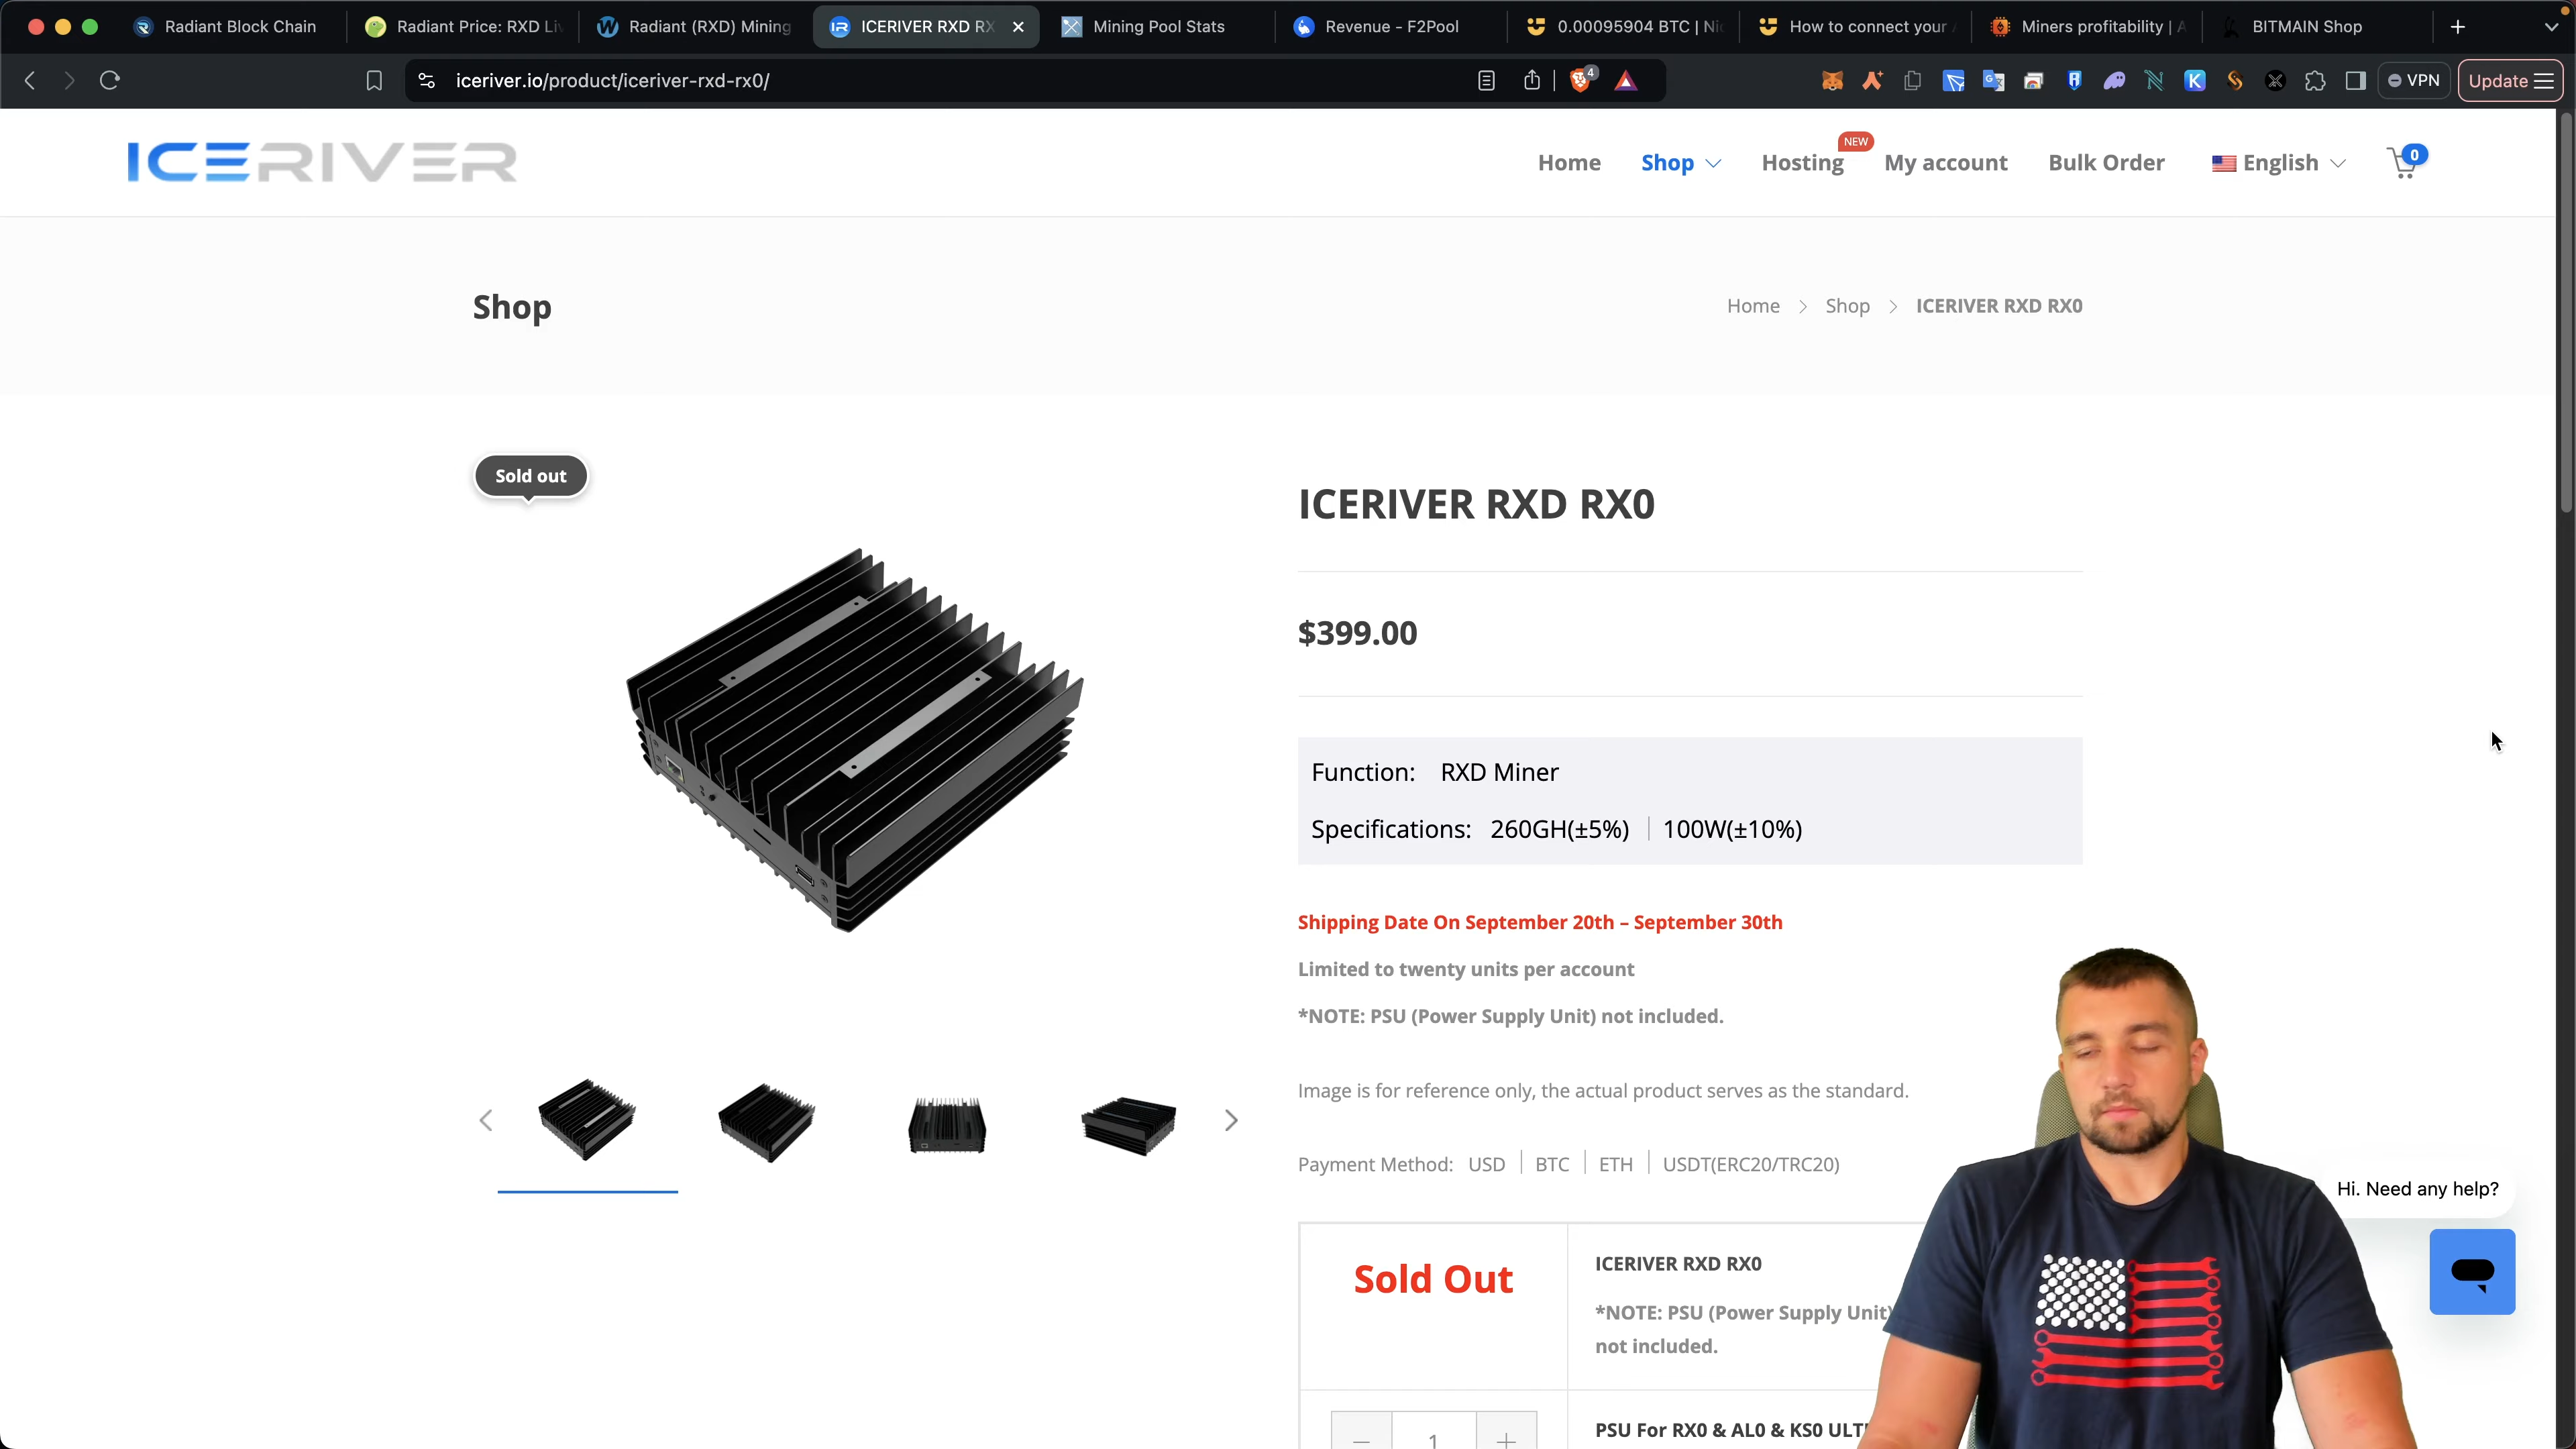 Radiant Block Chain
Radiant Price: RXD Li
Radiant (RXD) Mining
ICERIVER RXD RX
Mining Pool Stats
Revenue - F2Pool
0.00095904 BTC | Nic
How to connect your
Miners profitability | A
BITMAIN Shop
iceriver.io/product/iceriver-rxd-rx0/
4
VPN
Update
ICERIVER
Home
Shop
Hosting
NEW
My account
Bulk Order
English
0
Shop
Home > Shop > ICERIVER RXD RX0
Sold out
ICERIVER RXD RX0
$399.00
Function: RXD Miner
Specifications: 260GH(±5%) | 100W(±10%)
Shipping Date On September 20th – September 30th
Limited to twenty units per account
*NOTE: PSU (Power Supply Unit) not included.
Image is for reference only, the actual product serves as the standard.
Payment Method: USD | BTC | ETH | USDT(ERC20/TRC20)
Hi. Need any help?
Sold Out
ICERIVER RXD RX0
*NOTE: PSU (Power Supply Unit)
not included.
1
PSU For RX0 & AL0 & KS0 ULT